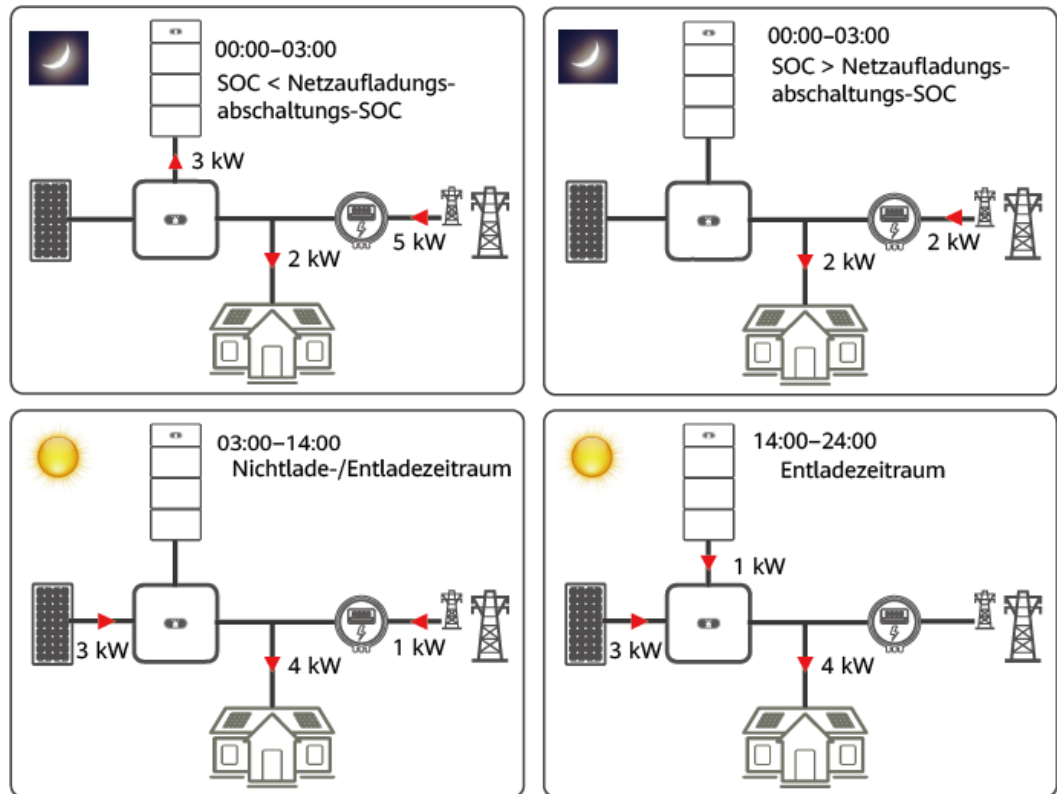 00:00–03:00
SOC < Netzaufladungs-
abschaltungs-SOC
3 kW
5 kW
2 kW
00:00–03:00
SOC > Netzaufladungs-
abschaltungs-SOC
2 kW
2 kW
03:00–14:00
Nichtlade-/Entladezeitraum
3 kW
1 kW
4 kW
14:00–24:00
Entladezeitraum
1 kW
3 kW
4 kW